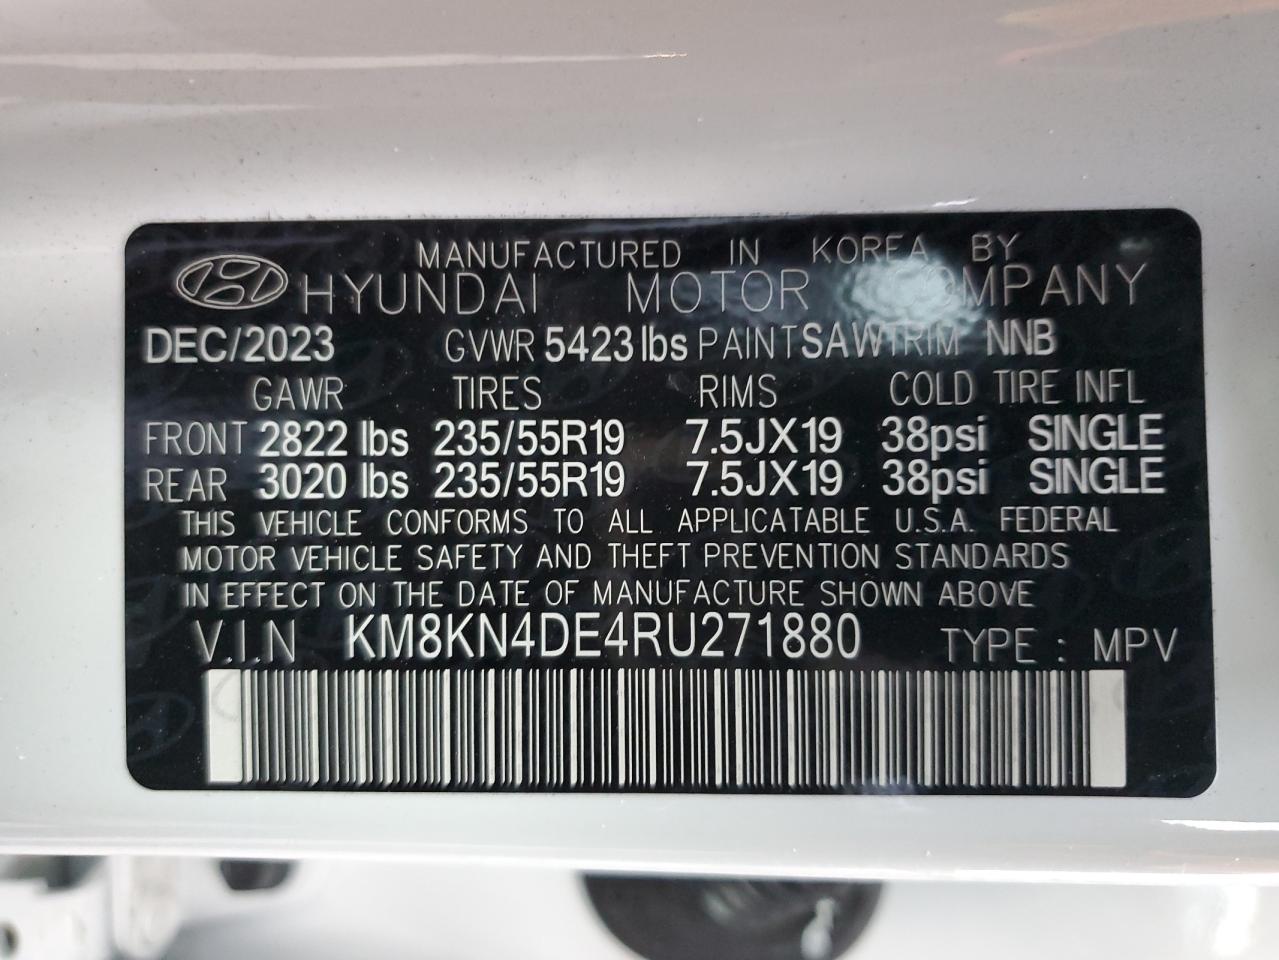 MANUFACTURED IN KOREA BY
HYUNDAI MOTOR COMPANY
DEC/2023 GVWR 5423 lbs PAINT SAW TRIM NNB
GAWR TIRES RIMS COLD TIRE INFL
FRONT 2822 lbs 235/55R19 7.5JX19 38psi SINGLE
REAR 3020 lbs 235/55R19 7.5JX19 38psi SINGLE
THIS VEHICLE CONFORMS TO ALL APPLICATABLE U.S.A. FEDERAL
MOTOR VEHICLE SAFETY AND THEFT PREVENTION STANDARDS
IN EFFECT ON THE DATE OF MANUFACTURE SHOWN ABOVE
V.I.N KM8KN4DE4RU271880 TYPE : MPV